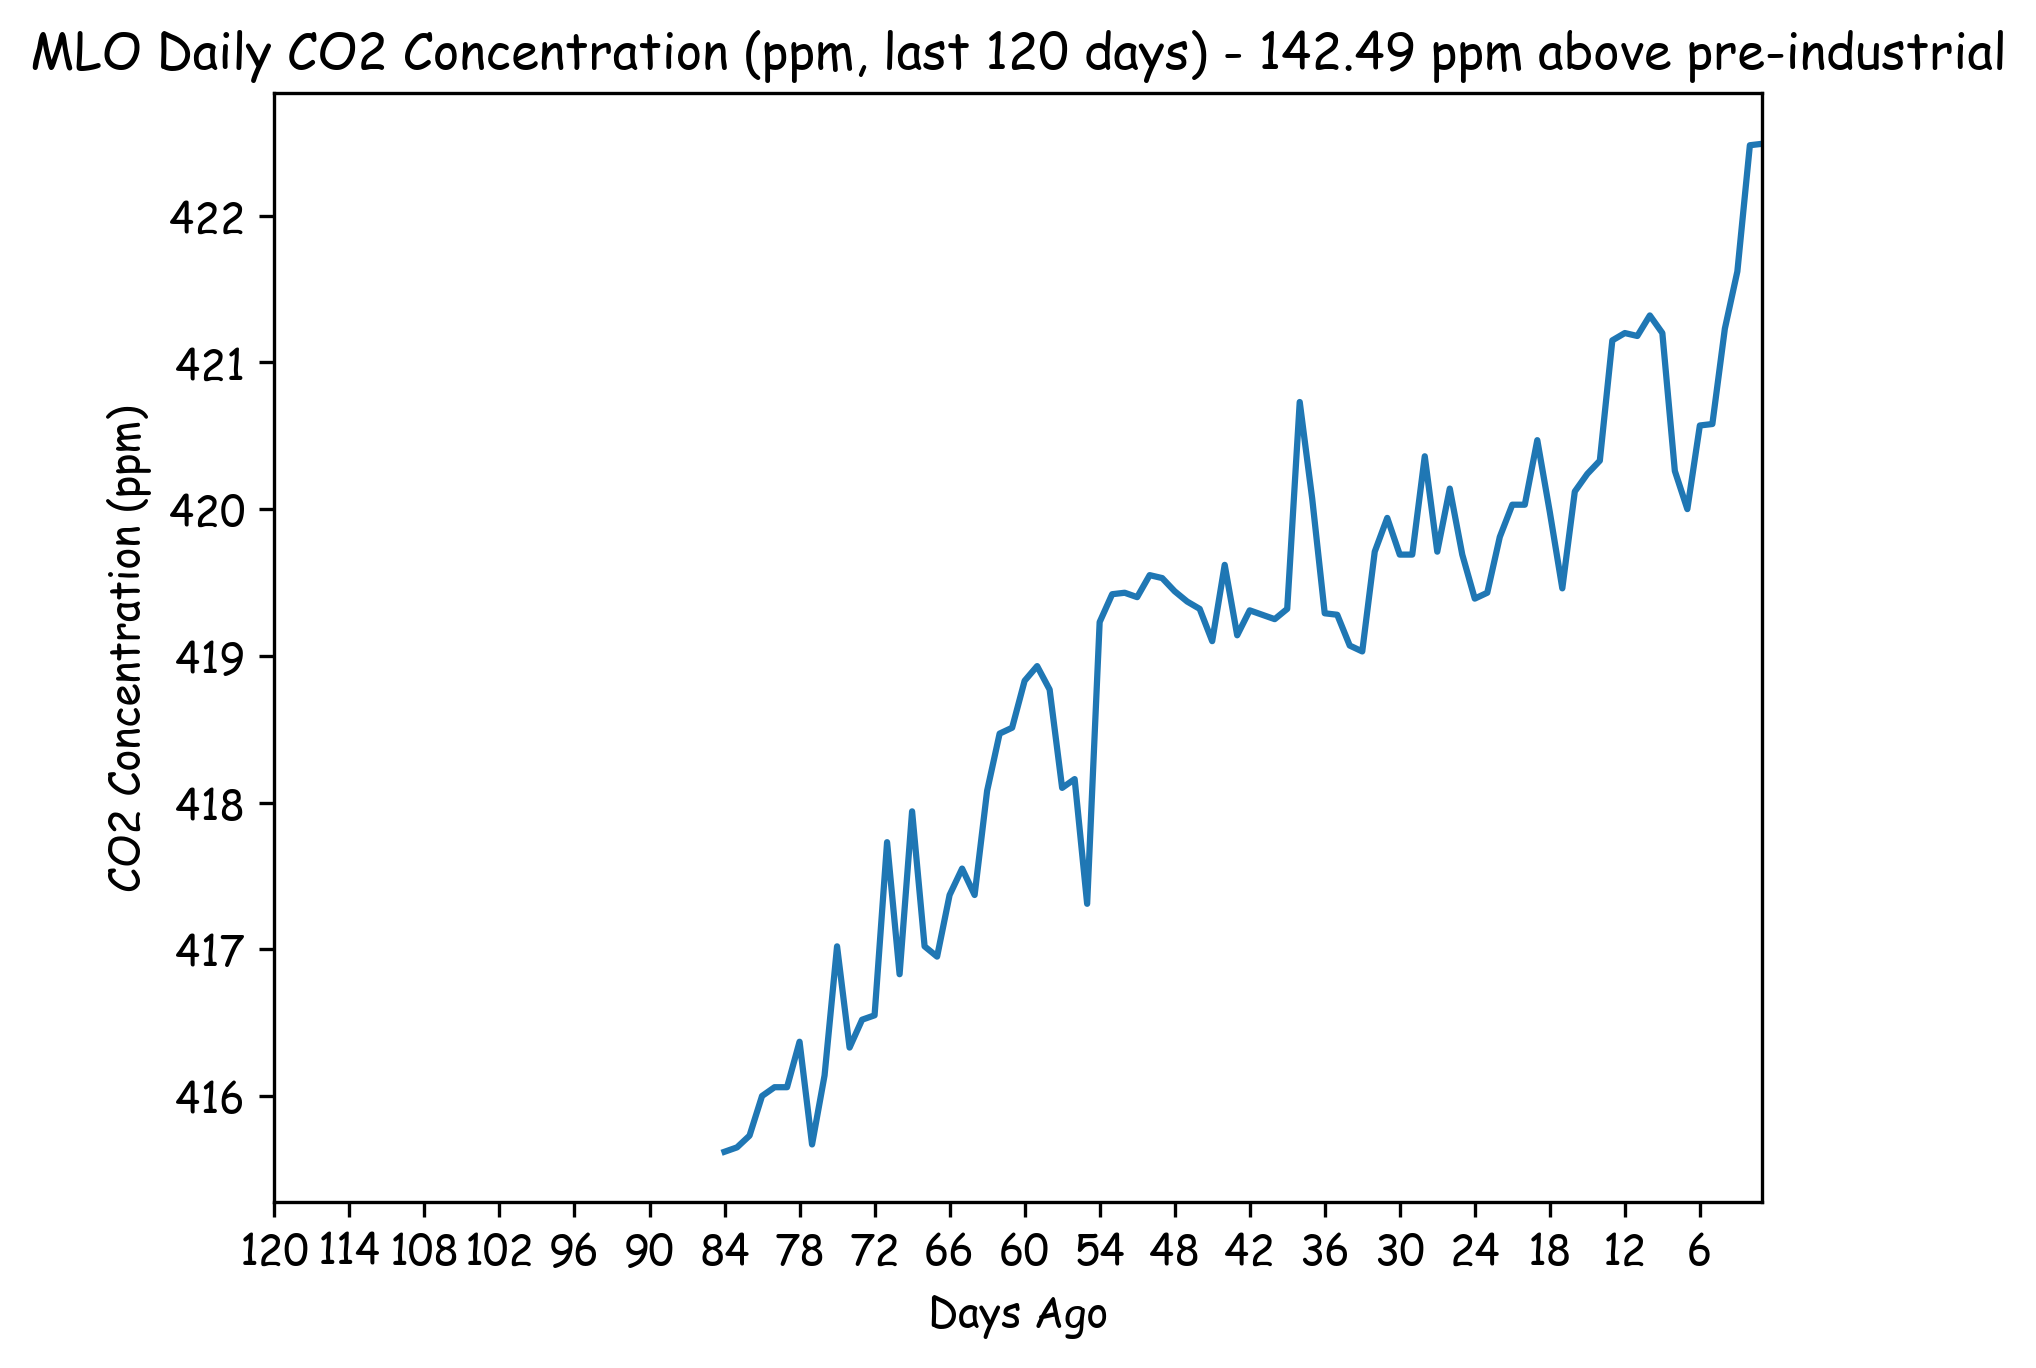 MLO Daily CO2 Concentration (ppm, last 120 days) - 142.49 ppm above pre-industrial
422
421
420
419
418
417
416
CO2 Concentration (ppm)
120 114 108 102 96 90 84 78 72 66 60 54 48 42 36 30 24 18 12 6
Days Ago